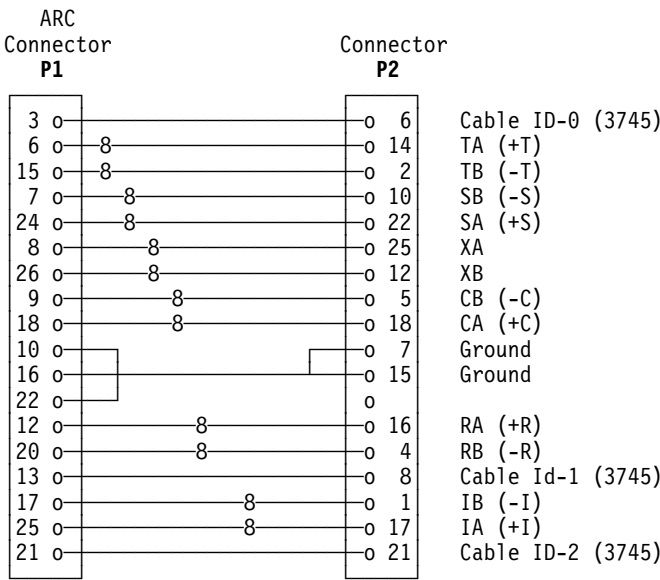 ARC
Connector Connector
P1 P2
3 o o 6 Cable ID-0 (3745)
6 o 8 o 14 TA (+T)
15 o 8 o 2 TB (-T)
7 o 8 o 10 SB (-S)
24 o 8 o 22 SA (+S)
8 o 8 o 25 XA
26 o 8 o 12 XB
9 o 8 o 5 CB (-C)
18 o 8 o 18 CA (+C)
10 o o 7 Ground
16 o o 15 Ground
22 o o
12 o 8 o 16 RA (+R)
20 o 8 o 4 RB (-R)
13 o o 8 Cable Id-1 (3745)
17 o 8 o 1 IB (-I)
25 o 8 o 17 IA (+I)
21 o o 21 Cable ID-2 (3745)